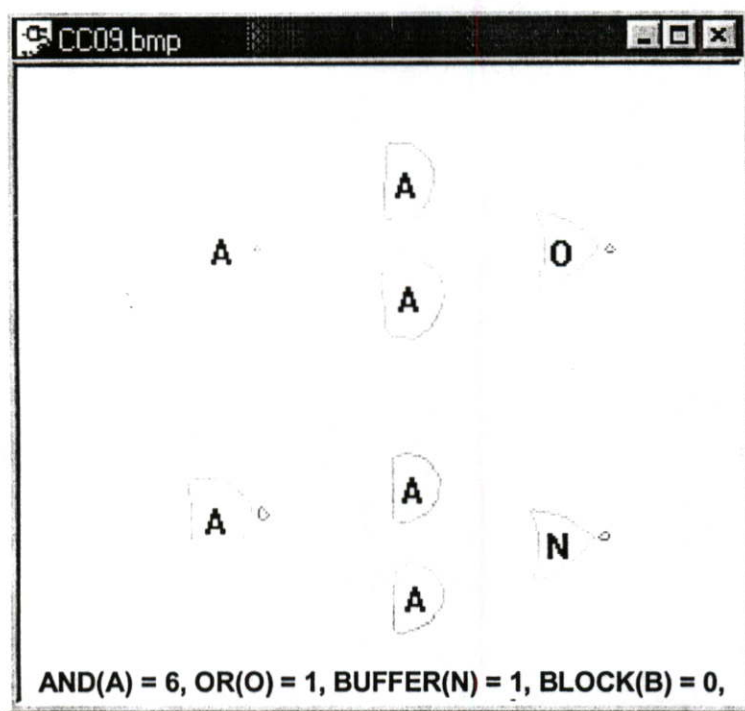 CC09.bmp
A
A O
A
A
A N
A
AND(A) = 6, OR(O) = 1, BUFFER(N) = 1, BLOCK(B) = 0,